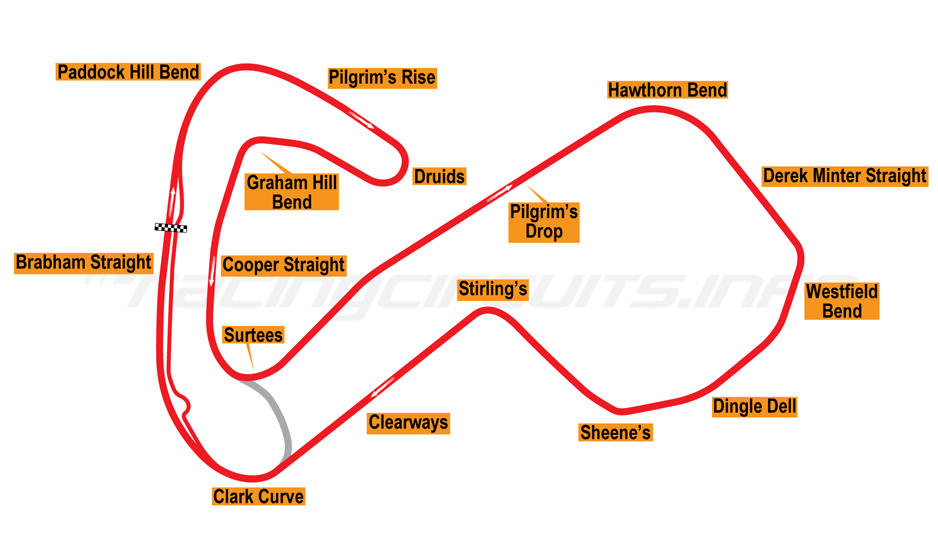 Paddock Hill Bend
Pilgrim's Rise
Hawthorn Bend
Druids
Derek Minter Straight
Graham Hill
Bend
Pilgrim's
Drop
Brabham Straight
Cooper Straight
racingcircuits.info
Stirling's
Westfield
Bend
Surtees
Dingle Dell
Clearways
Sheene's
Clark Curve